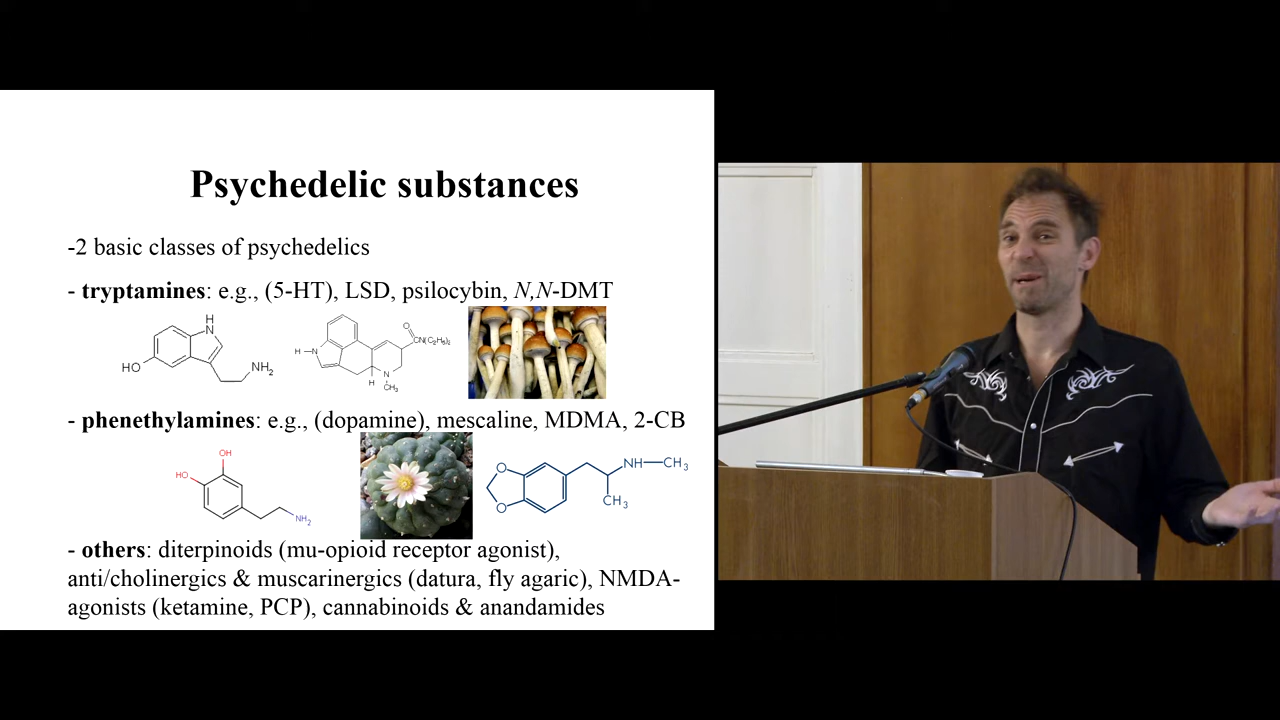 Psychedelic substances
-2 basic classes of psychedelics
- tryptamines: e.g., (5-HT), LSD, psilocybin, N,N-DMT
H
N
HO
NH₂
H
N
O
CN(C₂H₅)₂
N
H
CH₃
- phenethylamines: e.g., (dopamine), mescaline, MDMA, 2-CB
OH
HO
NH₂
O
O
NH
CH₃
CH₃
- others: diterpinoids (mu-opioid receptor agonist),
anti/cholinergics & muscarinergics (datura, fly agaric), NMDA-
agonists (ketamine, PCP), cannabinoids & anandamides